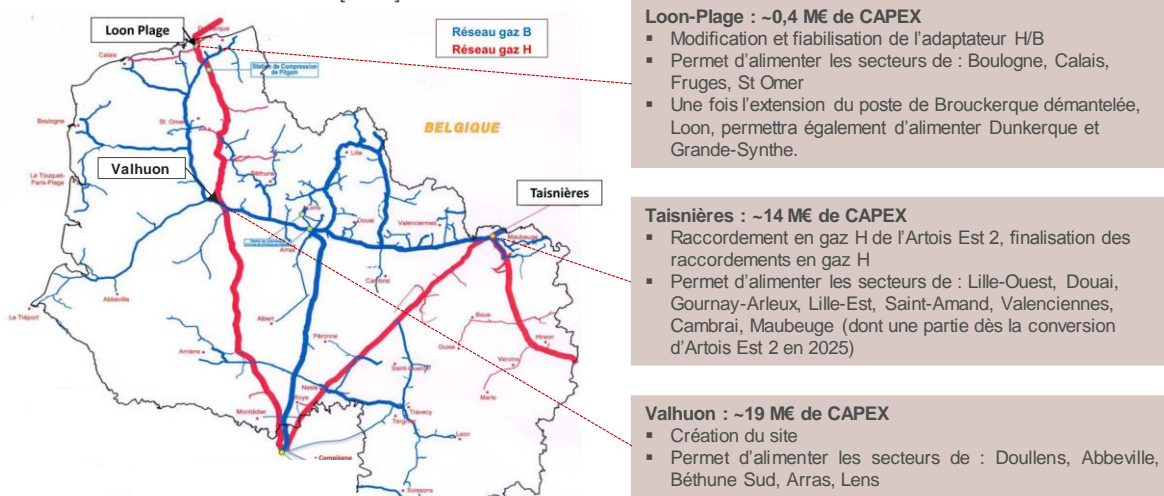 Loon Plage
Réseau gaz B
Réseau gaz H
Calais
Station de Compression de
Pitgam
Boulogne
St. Omer
BELGIQUE
Le Touquet-
Paris-Plage
Valhuon
Béthune
Lille
Taisnières
Lens
Douai
Valenciennes
Maubeuge
Arras
Cambrai
Abbeville
Le Tréport
Albert
Boue
Guise
Hirson
Vervins
Marle
Amiens
Péronne
Saint-Quentin
Nesle
Roye
Montdidier
Travecy
Tergnier
Laon
Compiègne
Soissons
Loon-Plage : ~0,4 M€ de CAPEX
▪ Modification et fiabilisation de l'adaptateur H/B
▪ Permet d'alimenter les secteurs de : Boulogne, Calais,
Fruges, St Omer
▪ Une fois l'extension du poste de Brouckerque démantelée,
Loon, permettra également d'alimenter Dunkerque et
Grande-Synthe.
Taisnières : ~14 M€ de CAPEX
▪ Raccordement en gaz H de l'Artois Est 2, finalisation des
raccordements en gaz H
▪ Permet d'alimenter les secteurs de : Lille-Ouest, Douai,
Gournay-Arleux, Lille-Est, Saint-Amand, Valenciennes,
Cambrai, Maubeuge (dont une partie dès la conversion
d'Artois Est 2 en 2025)
Valhuon : ~19 M€ de CAPEX
▪ Création du site
▪ Permet d'alimenter les secteurs de : Doullens, Abbeville,
Béthune Sud, Arras, Lens